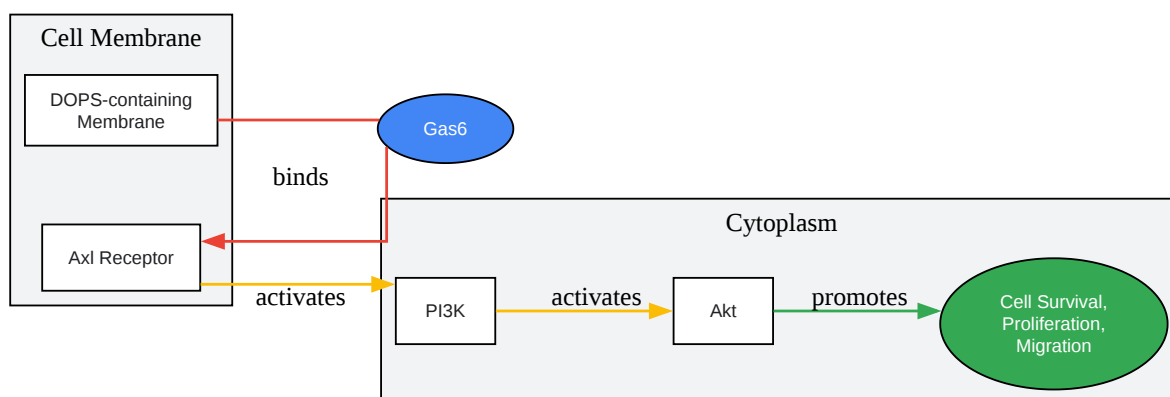 Cell Membrane
DOPS-containing
Membrane
Gas6
binds
Axl Receptor
activates
Cytoplasm
PI3K
activates
Akt
promotes
Cell Survival,
Proliferation,
Migration